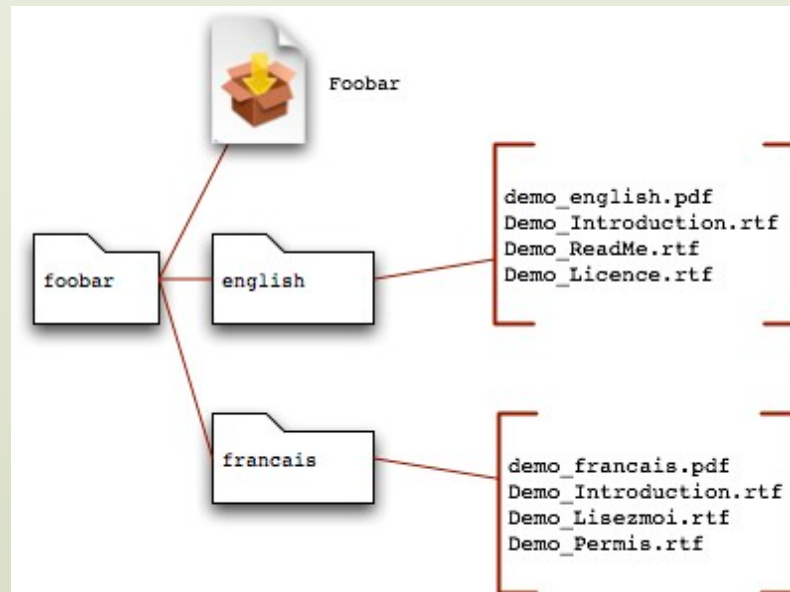 Foobar
foobar
english
demo_english.pdf
Demo_Introduction.rtf
Demo_ReadMe.rtf
Demo_Licence.rtf
francais
demo_francais.pdf
Demo_Introduction.rtf
Demo_Lisezmoi.rtf
Demo_Permis.rtf